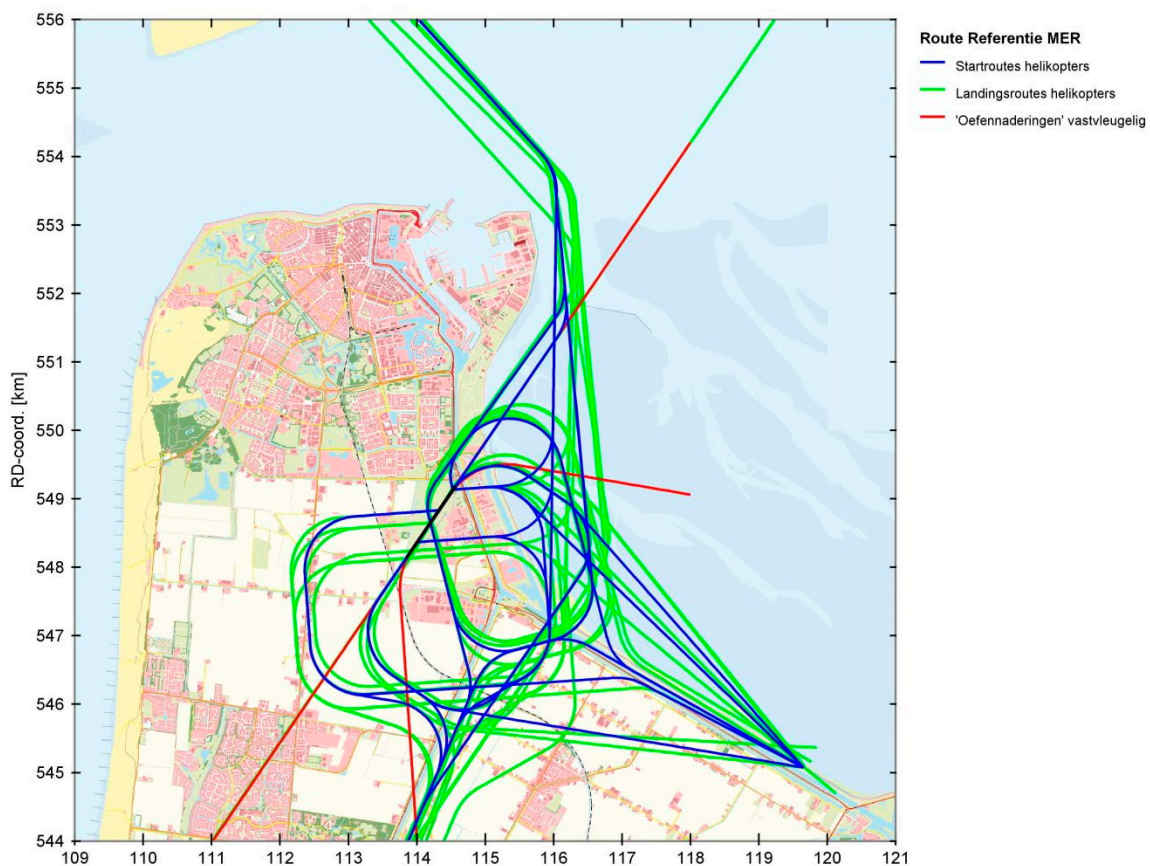 556
555
554
553
552
551
550
549
548
547
546
545
544
RD-coord. [km]
109 110 111 112 113 114 115 116 117 118 119 120 121
Route Referentie MER
Startroutes helikopters
Landingsroutes helikopters
'Oefennaderingen' vastvleugelig